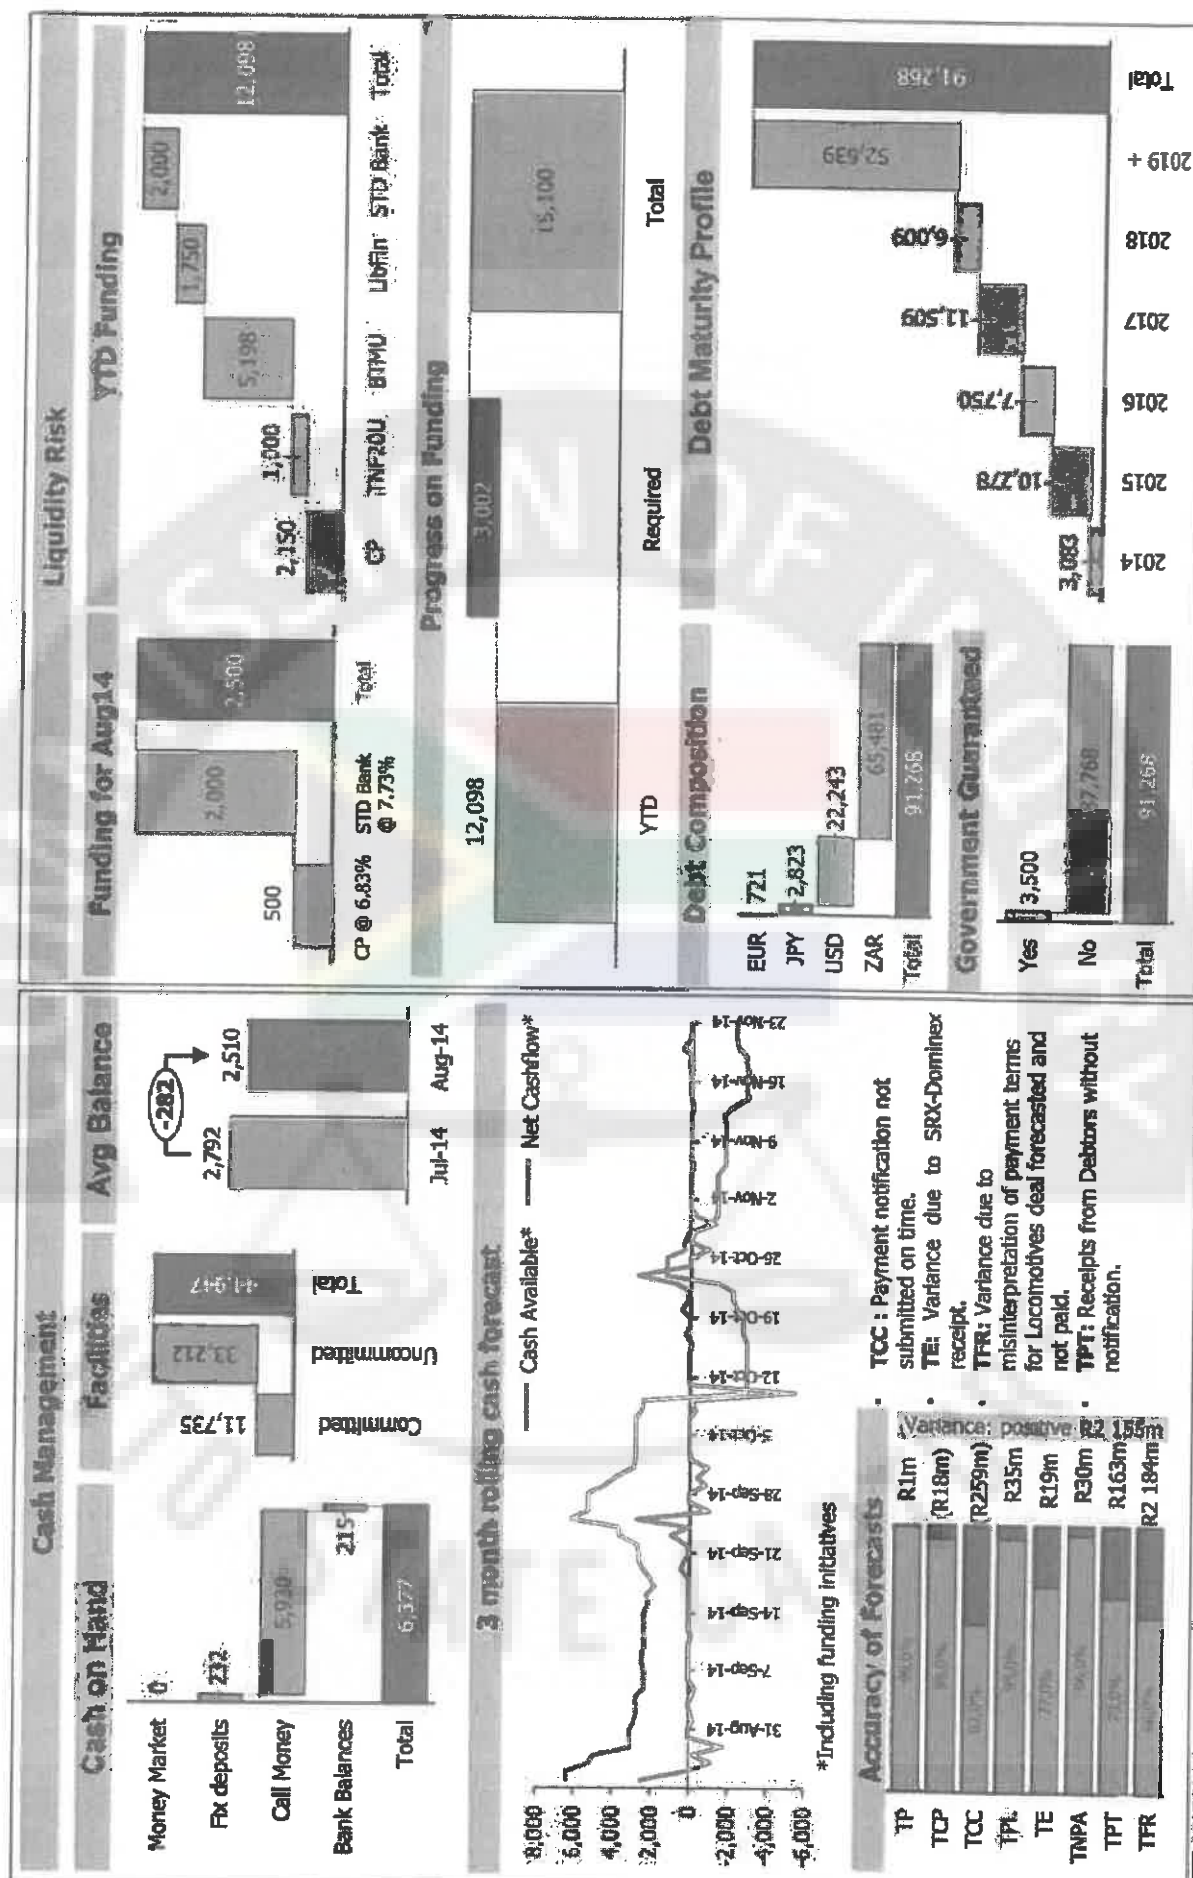 Cash Management
Cash on Hand
Money Market
0
Fix deposits
232
Call Money
5,930
Bank Balances
215
Total
6,377
Facilities
11,735
33,212
44,947
Committed
Uncommitted
Total
Avg Balance
-282
2,792
2,510
Jul-14
Aug-14
3 month rolling cash forecast
Cash Available*
Net Cashflow*
8,000
6,000
4,000
2,000
0
-2,000
-4,000
-6,000
31-Aug-14
7-Sep-14
14-Sep-14
21-Sep-14
28-Sep-14
5-Oct-14
12-Oct-14
19-Oct-14
26-Oct-14
2-Nov-14
9-Nov-14
16-Nov-14
23-Nov-14
*Including funding initiatives
Accuracy of Forecasts
TP
R1m
TCP
(R18m)
TCC
(R259m)
TPL
R35m
TE
77,0%
R19m
TNPA
R30m
TPT
R163m
TFR
R2 184m
Variance: positive R2 155m
• TCC : Payment notification not
submitted on time.
• TE: Variance due to SRX-Dominex
receipt.
• TFR: Variance due to
misinterpretation of payment terms
for Locomotives deal forecasted and
not paid.
• TPT: Receipts from Debtors without
notification.
Liquidity Risk
Funding for Aug14
500
2,000
2,500
CP @ 6.83%
STD Bank
@ 7.73%
Total
YTD Funding
2,150
1,000
5,198
1,750
2,000
12,098
CP
TNF20U
BTMU
LibFin
STD Bank
Total
Progress on Funding
12,098
3,002
15,100
YTD
Required
Total
Debt Composition
EUR
721
JPY
2,823
USD
22,243
ZAR
65,481
Total
91,268
Government Guaranteed
Yes
3,500
No
87,768
Total
91,268
Debt Maturity Profile
3,083
10,278
7,750
11,509
6,009
52,639
91,268
2014
2015
2016
2017
2018
2019 +
Total